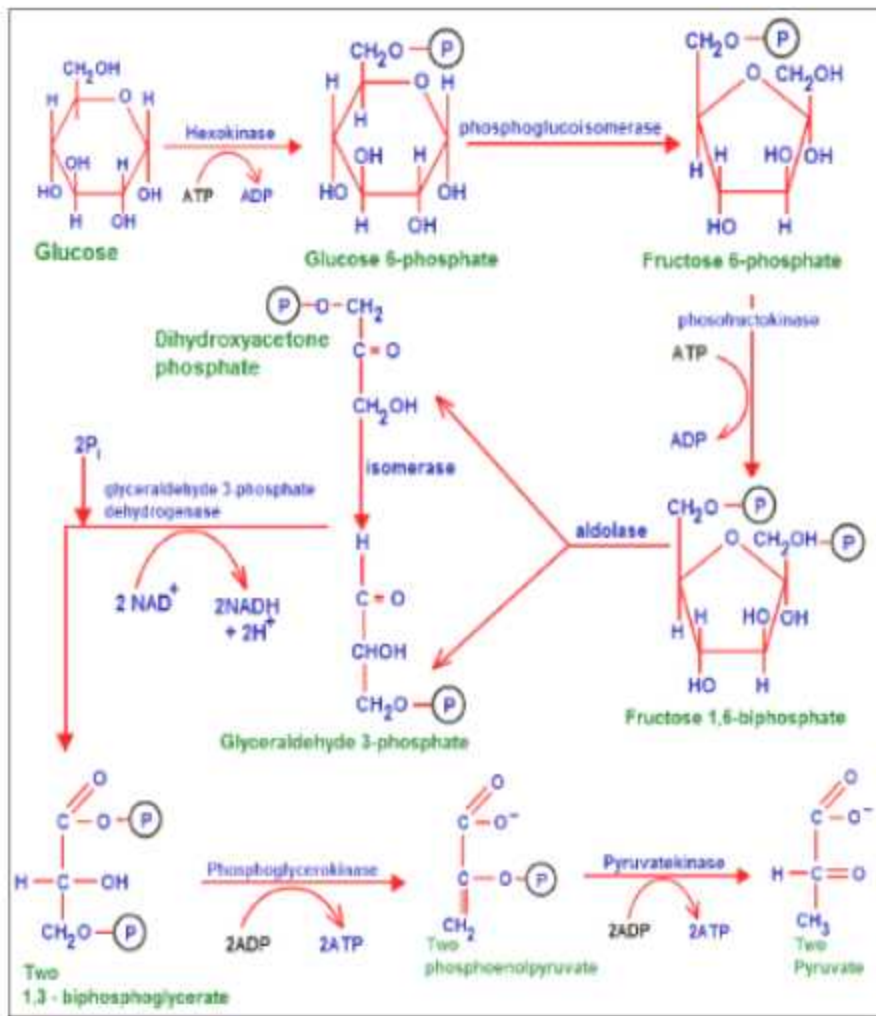 CH2O P
CH2O P
CH2OH
H O H
H
OH H
HO OH
H OH
Glucose
Hexokinase
ATP ADP
H O H
H
OH H
HO OH
H OH
Glucose 6-phosphate
phosphoglucoisomerase
O CH2OH
H H HO OH
HO H
Fructose 6-phosphate
phosofructokinase
ATP
ADP
P O CH2
Dihydroxyacetone
phosphate
C = O
CH2OH
isomerase
2Pi
glyceraldehyde 3-phosphate
dehydrogenase
2 NAD+ 2NADH
+ 2H+
aldolase
H
C = O
CHOH
CH2O P
Glyceraldehyde 3-phosphate
CH2O P
O CH2OH P
H H HO OH
HO H
Fructose 1,6-biphosphate
O
C O P
H C OH
CH2O P
Two
1,3 - biphosphoglycerate
Phosphoglycerokinase
2ADP 2ATP
O
C O-
C O P
CH2
Two
phosphoenolpyruvate
Pyruvatekinase
2ADP 2ATP
O
C O-
H C = O
CH3
Two
Pyruvate